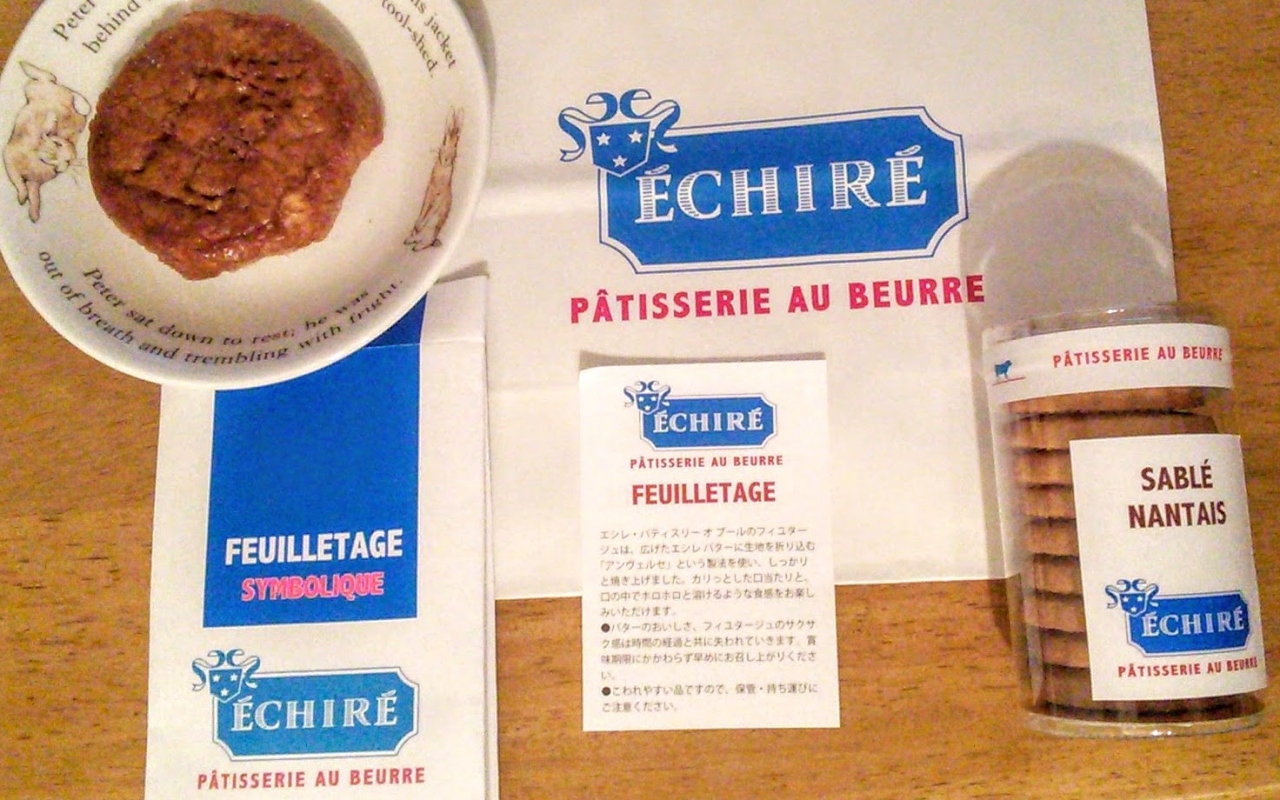 Peter
behind
his jacket
tool-shed.
Peter sat down to rest; he was
out of breath and trembling with fright.
ÉCHIRÉ
PÂTISSERIE AU BEURRE
FEUILLETAGE
SYMBOLIQUE
ÉCHIRÉ
PÂTISSERIE AU BEURRE
ÉCHIRÉ
PÂTISSERIE AU BEURRE
FEUILLETAGE
エシレ・パティスリー オ ブールのフィユター
ジュは、広げたエシレ バターに生地を折り込む
「アンヴェルセ」という製法を使い、しっかり
と焼き上げました。カリっとした口当たりと、
口の中でホロホロと溶けるような食感をお楽し
みいただけます。
●バターのおいしさ、フィユタージュのサクサ
ク感は時間の経過と共に失われていきます。賞
味期限にかかわらず早めにお召し上がりくださ
い。
●こわれやすい品ですので、保管・持ち運びに
ご注意ください。
PÂTISSERIE AU BEURRE
SABLÉ
NANTAIS
ÉCHIRÉ
PÂTISSERIE AU BEURRE